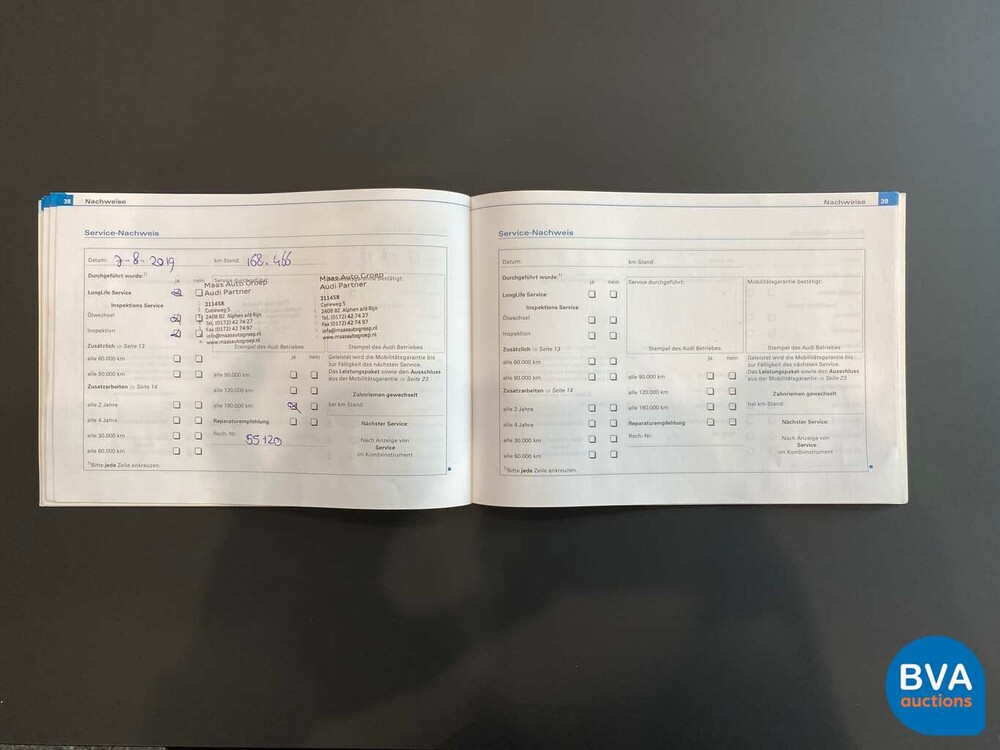 38 Nachweise
Service-Nachweis
Datum: 7-8-2019 km-Stand: 168.466
Durchgeführt wurde:¹⁾ ja nein Service durchgeführt:
Mobilitätsgarantie bestätigt:
Maas Auto Groep
Audi Partner
211458
2408 BZ Alphen a/d Rijn
Tel. (0172) 42 74 27
Fax (0172) 42 74 97
info@maasautogroep.nl
www.maasautogroep.nl
Maas Auto Groep
Audi Partner
211458
2408 BZ Alphen a/d Rijn
Tel. (0172) 42 74 27
Fax (0172) 42 74 97
info@maasautogroep.nl
www.maasautogroep.nl
LongLife Service
Inspektions Service
Ölwechsel
Inspektion
Stempel des Audi Betriebes Stempel des Audi Betriebes
Zusätzlich ⇒ Seite 13 ja nein
alle 60.000 km
alle 90.000 km alle 90.000 km
Zusatzarbeiten ⇒ Seite 14 alle 120.000 km
alle 2 Jahre alle 180.000 km
alle 4 Jahre Reparaturempfehlung
alle 30.000 km Rech.-Nr. 55120
alle 60.000 km
Geleistet wird die Mobilitätsgarantie bis
zur Fälligkeit des nächsten Service.
Das Leistungspaket sowie den Ausschluss
aus der Mobilitätsgarantie ⇒ Seite 23
Zahnriemen gewechselt
bei km-Stand:
Nächster Service
Nach Anzeige von
Service
im Kombiinstrument
¹⁾Bitte jede Zeile ankreuzen.
Nachweise 39
Service-Nachweis
Datum: km-Stand:
Durchgeführt wurde:¹⁾ ja nein Service durchgeführt: Mobilitätsgarantie bestätigt:
LongLife Service
Inspektions Service
Ölwechsel
Inspektion
Stempel des Audi Betriebes Stempel des Audi Betriebes
Zusätzlich ⇒ Seite 13 ja nein
alle 60.000 km
alle 90.000 km alle 90.000 km
Zusatzarbeiten ⇒ Seite 14 alle 120.000 km
alle 2 Jahre alle 180.000 km
alle 4 Jahre Reparaturempfehlung
alle 30.000 km Rech.-Nr.
alle 60.000 km
Geleistet wird die Mobilitätsgarantie bis
zur Fälligkeit des nächsten Service.
Das Leistungspaket sowie den Ausschluss
aus der Mobilitätsgarantie ⇒ Seite 23
Zahnriemen gewechselt
bei km-Stand:
Nächster Service
Nach Anzeige von
Service
im Kombiinstrument
¹⁾Bitte jede Zeile ankreuzen.
BVA
auctions